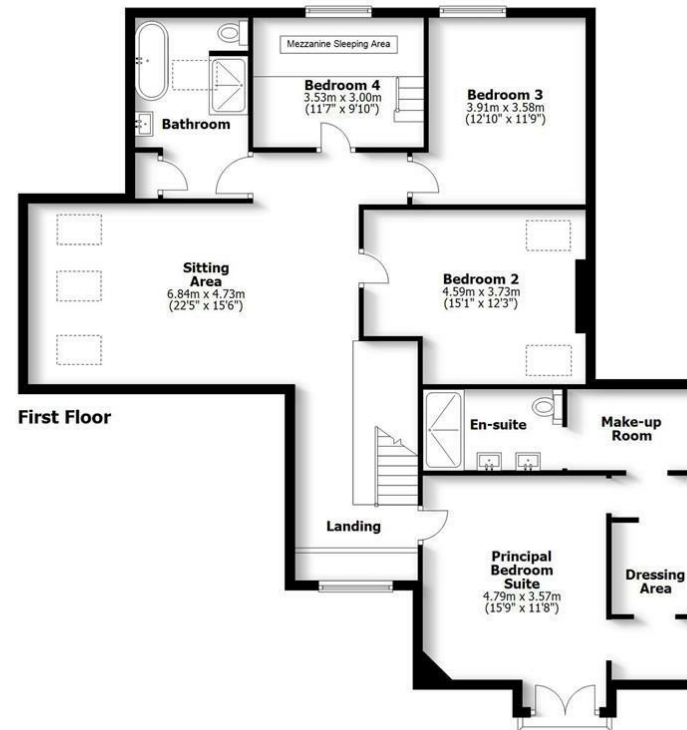 Mezzanine Sleeping Area
Bedroom 4
3.53m x 3.00m
(11'7" x 9'10")
Bedroom 3
3.91m x 3.58m
(12'10" x 11'9")
Bathroom
Sitting
Area
6.84m x 4.73m
(22'5" x 15'6")
Bedroom 2
4.59m x 3.73m
(15'1" x 12'3")
First Floor
En-suite
Make-up
Room
Landing
Principal
Bedroom
Suite
4.79m x 3.57m
(15'9" x 11'8")
Dressing
Area